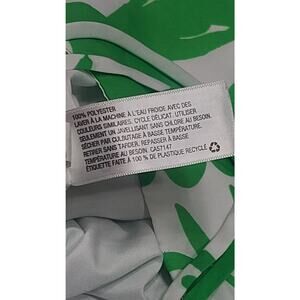 100% POLYESTER
LAVER À LA MACHINE À L'EAU FROIDE AVEC DES
COULEURS SIMILAIRES. CYCLE DÉLICAT. UTILISER
SEULEMENT UN JAVELLISANT SANS CHLORE AU BESOIN.
SÉCHER PAR CULBUTAGE À BASSE TEMPÉRATURE.
RETIRER SANS TARDER. REPASSER À BASSE
TEMPÉRATURE AU BESOIN. CA57147
ÉTIQUETTE FAITE À 100 % DE PLASTIQUE RECYCLÉ